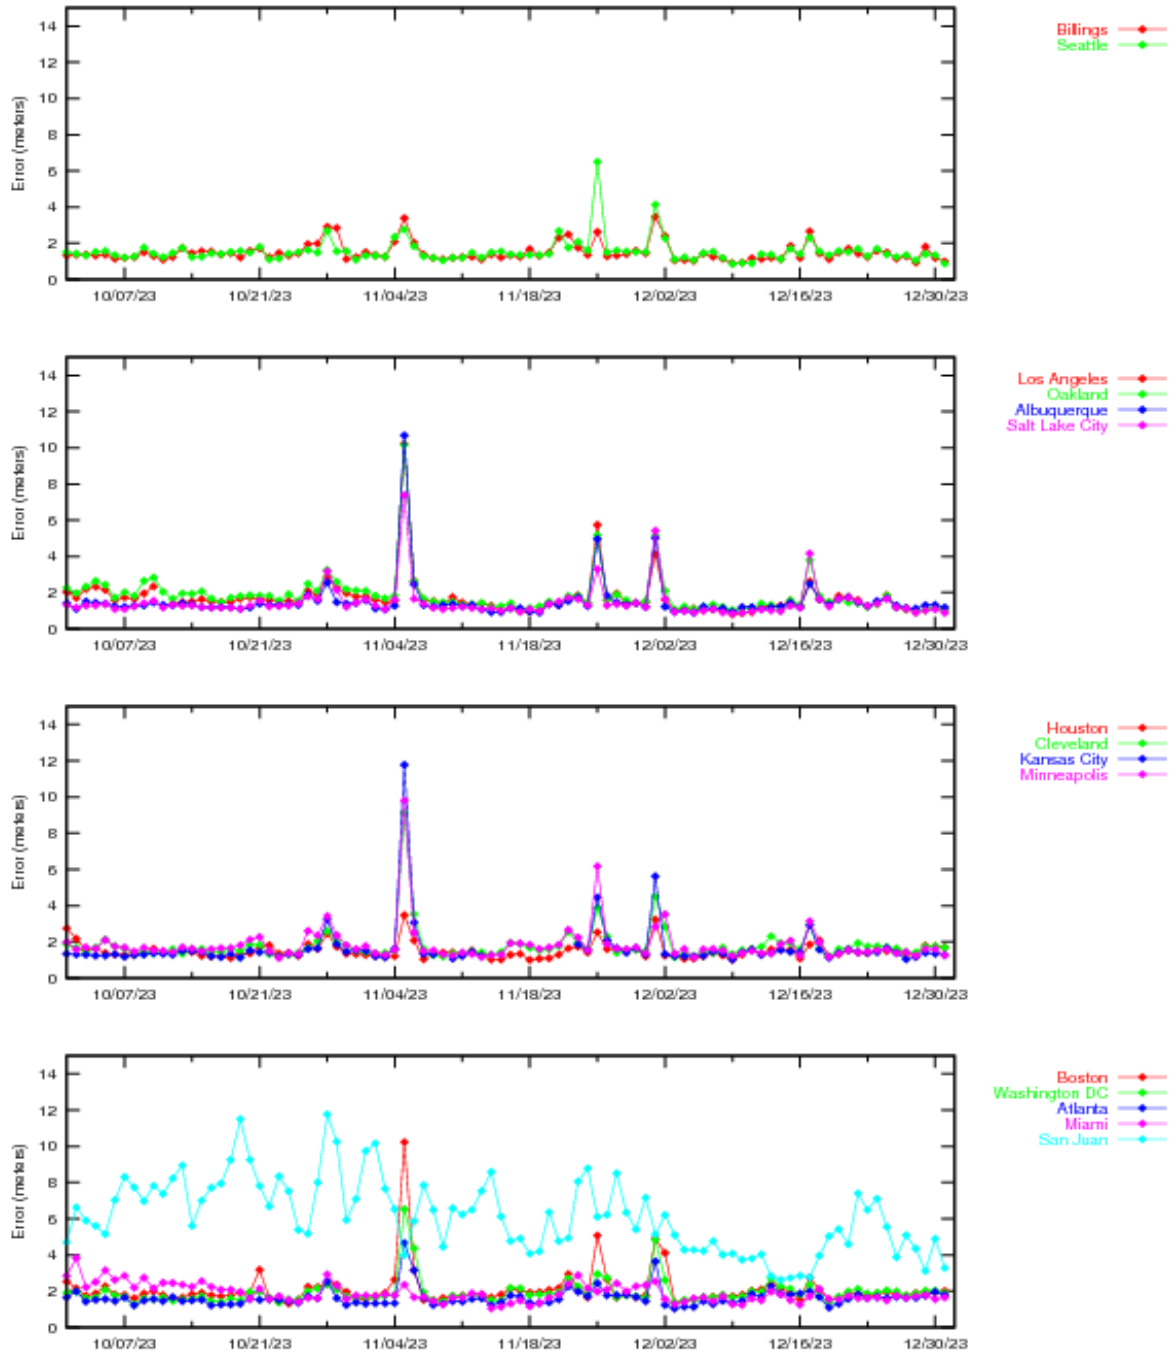 14
12
10
8
6
4
2
0
Error (meters)
10/07/23 10/21/23 11/04/23 11/18/23 12/02/23 12/16/23 12/30/23
Billings
Seattle
14
12
10
8
6
4
2
0
Error (meters)
10/07/23 10/21/23 11/04/23 11/18/23 12/02/23 12/16/23 12/30/23
Los Angeles
Oakland
Albuquerque
Salt Lake City
14
12
10
8
6
4
2
0
Error (meters)
10/07/23 10/21/23 11/04/23 11/18/23 12/02/23 12/16/23 12/30/23
Houston
Cleveland
Kansas City
Minneapolis
14
12
10
8
6
4
2
0
Error (meters)
10/07/23 10/21/23 11/04/23 11/18/23 12/02/23 12/16/23 12/30/23
Boston
Washington DC
Atlanta
Miami
San Juan